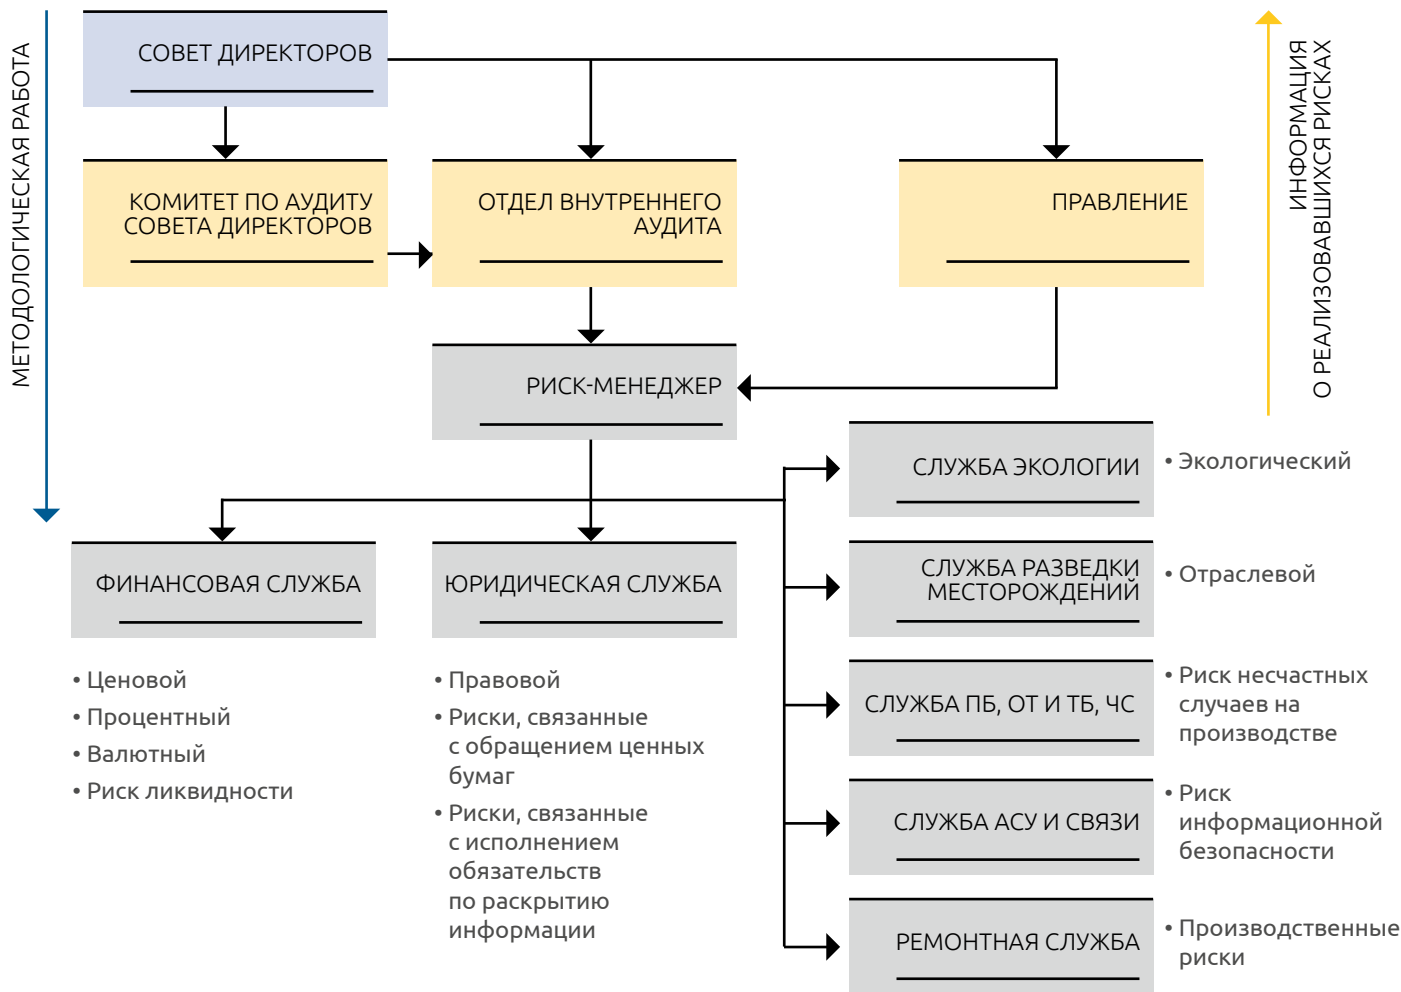 МЕТОДОЛОГИЧЕСКАЯ РАБОТА
СОВЕТ ДИРЕКТОРОВ
ИНФОРМАЦИЯ
О РЕАЛИЗОВАВШИХСЯ РИСКАХ
КОМИТЕТ ПО АУДИТУ
СОВЕТА ДИРЕКТОРОВ
ОТДЕЛ ВНУТРЕННЕГО
АУДИТА
ПРАВЛЕНИЕ
РИСК-МЕНЕДЖЕР
ФИНАНСОВАЯ СЛУЖБА
• Ценовой
• Процентный
• Валютный
• Риск ликвидности
ЮРИДИЧЕСКАЯ СЛУЖБА
• Правовой
• Риски, связанные
с обращением ценных
бумаг
• Риски, связанные
с исполнением
обязательств
по раскрытию
информации
СЛУЖБА ЭКОЛОГИИ
• Экологический
СЛУЖБА РАЗВЕДКИ
МЕСТОРОЖДЕНИЙ
• Отраслевой
СЛУЖБА ПБ, ОТ И ТБ, ЧС
• Риск несчастных
случаев на
производстве
СЛУЖБА АСУ И СВЯЗИ
• Риск
информационной
безопасности
РЕМОНТНАЯ СЛУЖБА
• Производственные
риски